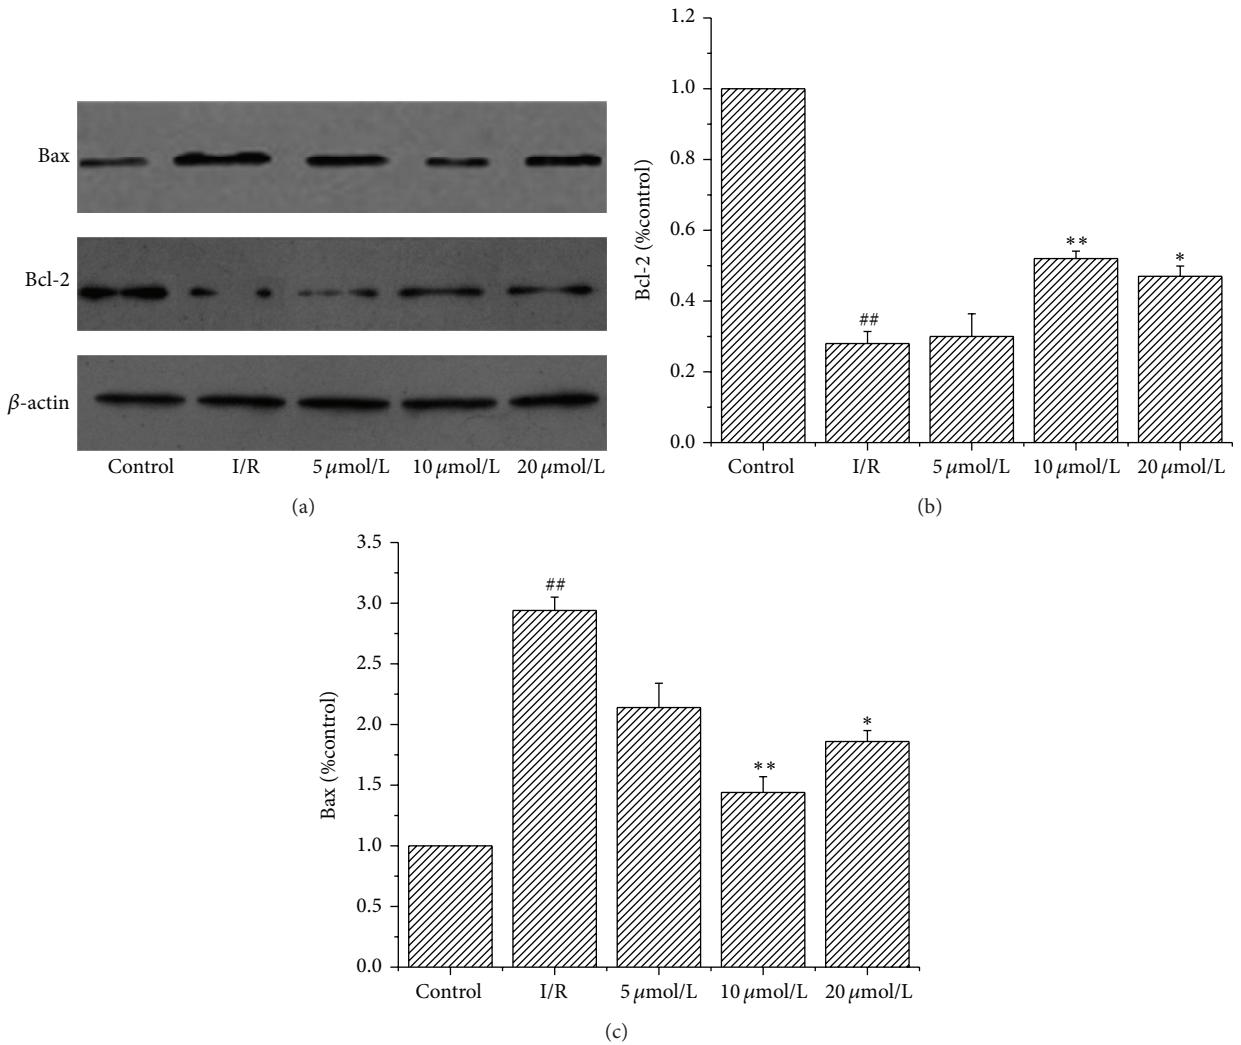 Bax
Bcl-2
β-actin
Control I/R 5 μmol/L 10 μmol/L 20 μmol/L
(a)
Bcl-2 (%control)
1.2
1.0
0.8
0.6
0.4
0.2
0.0
##
**
*
Control I/R 5 μmol/L 10 μmol/L 20 μmol/L
(b)
Bax (%control)
3.5
3.0
2.5
2.0
1.5
1.0
0.5
0.0
##
**
*
Control I/R 5 μmol/L 10 μmol/L 20 μmol/L
(c)